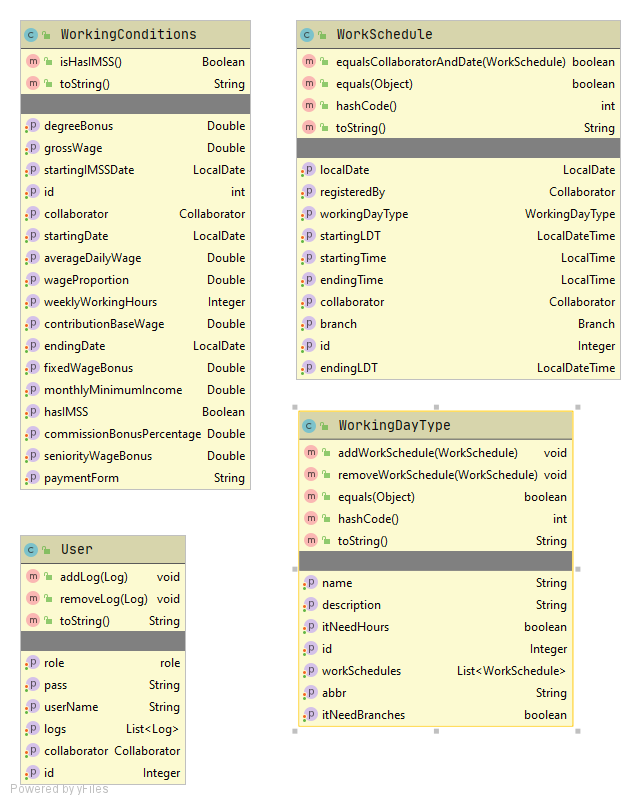 WorkingConditions
isHasIMSS() Boolean
toString() String
degreeBonus Double
grossWage Double
startingIMSSDate LocalDate
id int
collaborator Collaborator
startingDate LocalDate
averageDailyWage Double
wageProportion Double
weeklyWorkingHours Integer
contributionBaseWage Double
endingDate LocalDate
fixedWageBonus Double
monthlyMinimumIncome Double
hasIMSS Boolean
commissionBonusPercentage Double
seniorityWageBonus Double
paymentForm String
WorkSchedule
equalsCollaboratorAndDate(WorkSchedule) boolean
equals(Object) boolean
hashCode() int
toString() String
localDate LocalDate
registeredBy Collaborator
workingDayType WorkingDayType
startingLDT LocalDateTime
startingTime LocalTime
endingTime LocalTime
collaborator Collaborator
branch Branch
id Integer
endingLDT LocalDateTime
WorkingDayType
addWorkSchedule(WorkSchedule) void
removeWorkSchedule(WorkSchedule) void
equals(Object) boolean
hashCode() int
toString() String
name String
description String
itNeedHours boolean
id Integer
workSchedules List<WorkSchedule>
abbr String
itNeedBranches boolean
User
addLog(Log) void
removeLog(Log) void
toString() String
role role
pass String
userName String
logs List<Log>
collaborator Collaborator
id Integer
Powered by yFiles